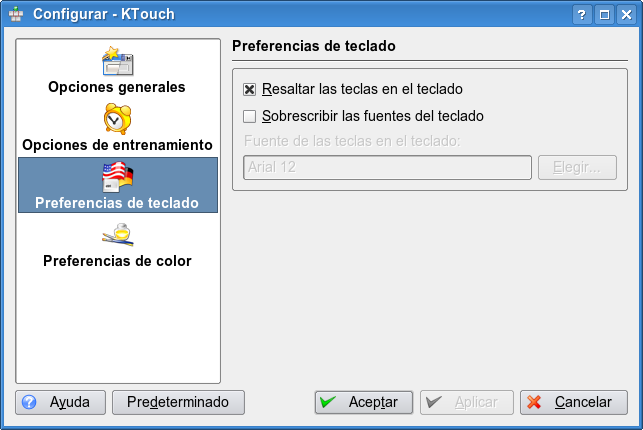 Configurar - KTouch
Opciones generales
Opciones de entrenamiento
Preferencias de teclado
Preferencias de color
Preferencias de teclado
Resaltar las teclas en el teclado
Sobrescribir las fuentes del teclado
Fuente de las teclas en el teclado:
Arial 12
Elegir...
Ayuda
Predeterminado
Aceptar
Aplicar
Cancelar